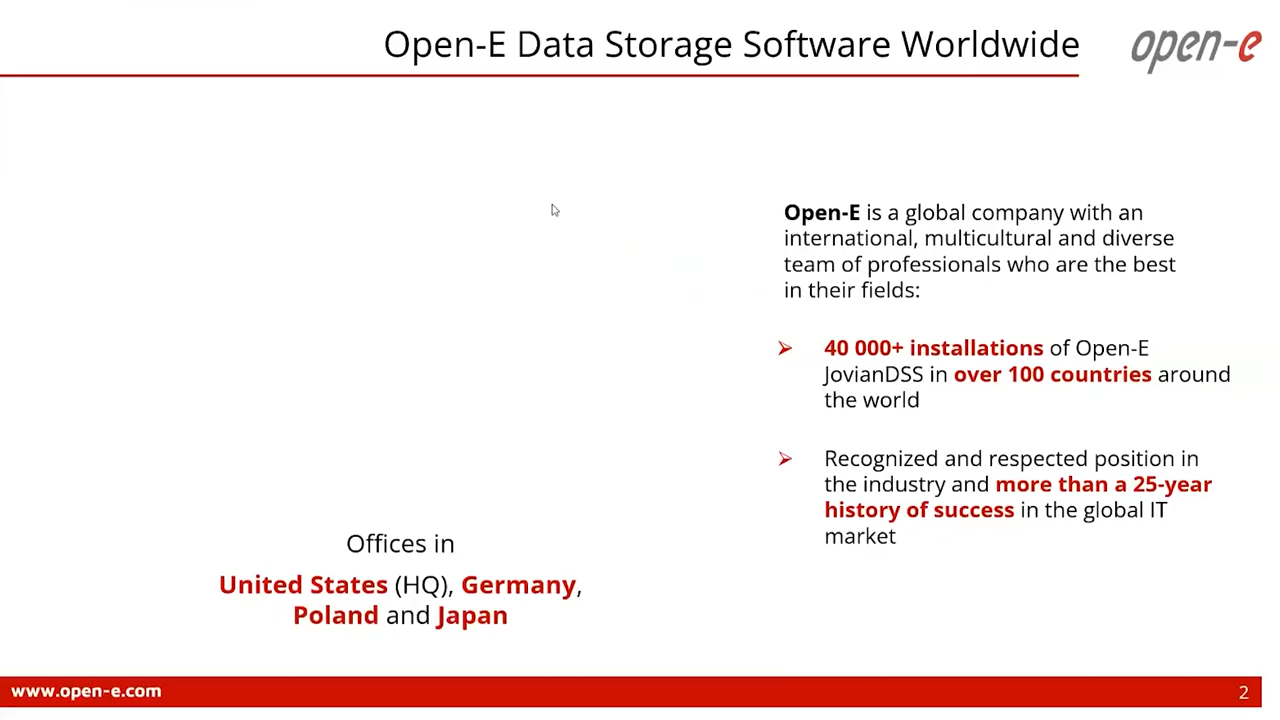 Open-E Data Storage Software Worldwide
open-e
Open-E is a global company with an
international, multicultural and diverse
team of professionals who are the best
in their fields:
40 000+ installations of Open-E
JovianDSS in over 100 countries around
the world
Recognized and respected position in
the industry and more than a 25-year
history of success in the global IT
market
Offices in
United States (HQ), Germany,
Poland and Japan
www.open-e.com
2